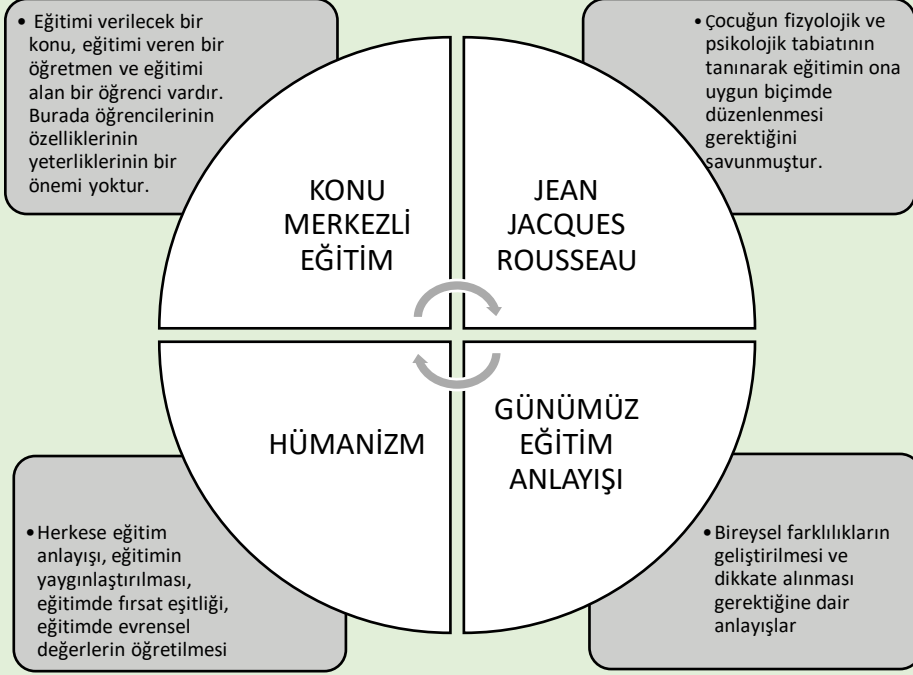 • Eğitimi verilecek bir
konu, eğitimi veren bir
öğretmen ve eğitimi
alan bir öğrenci vardır.
Burada öğrencilerinin
özelliklerinin
yeterliklerinin bir
önemi yoktur.
KONU
MERKEZLİ
EĞİTİM
• Çocuğun fizyolojik ve
psikolojik tabiatının
tanınarak eğitimin ona
uygun biçimde
düzenlenmesi
gerektiğini
savunmuştur.
JEAN
JACQUES
ROUSSEAU
HÜMANİZM
• Herkese eğitim
anlayışı, eğitimin
yaygınlaştırılması,
eğitimde fırsat eşitliği,
eğitimde evrensel
değerlerin öğretilmesi
GÜNÜMÜZ
EĞİTİM
ANLAYIŞI
• Bireysel farklılıkların
geliştirilmesi ve
dikkate alınması
gerektiğine dair
anlayışlar